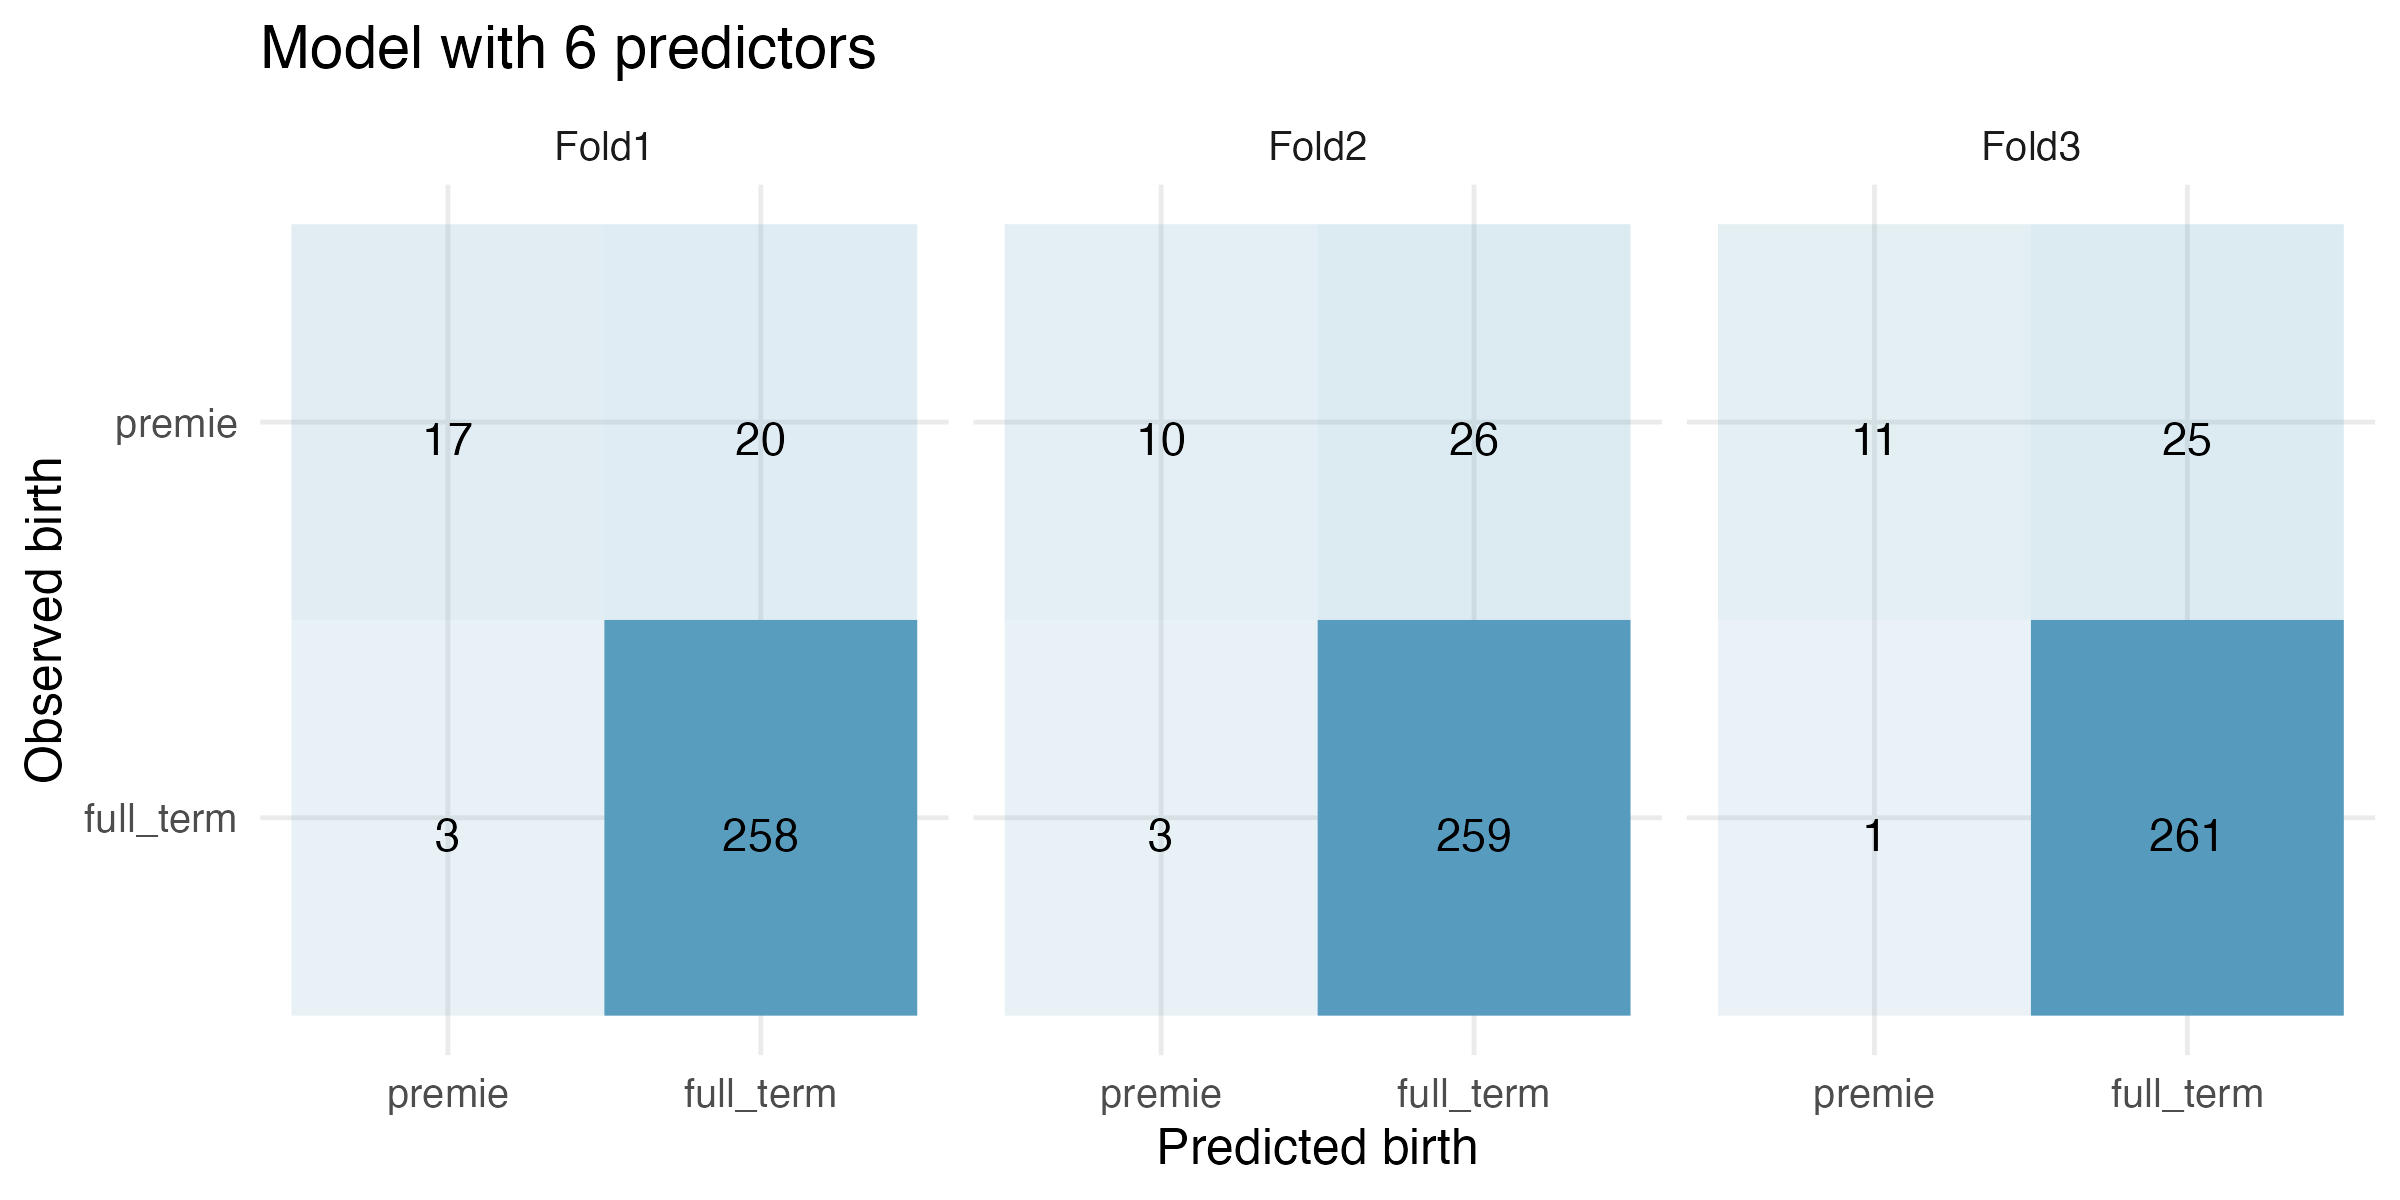 Model with 6 predictors
Fold1 Fold2 Fold3
Observed birth
premie 17 20 10 26 11 25
full_term 3 258 3 259 1 261
premie full_term premie full_term premie full_term
Predicted birth